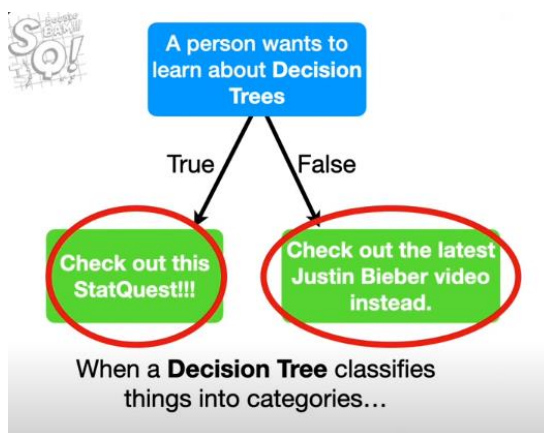 SQ!
A person wants to
learn about Decision
Trees
True
False
Check out this
StatQuest!!!
Check out the latest
Justin Bieber video
instead.
When a Decision Tree classifies
things into categories…